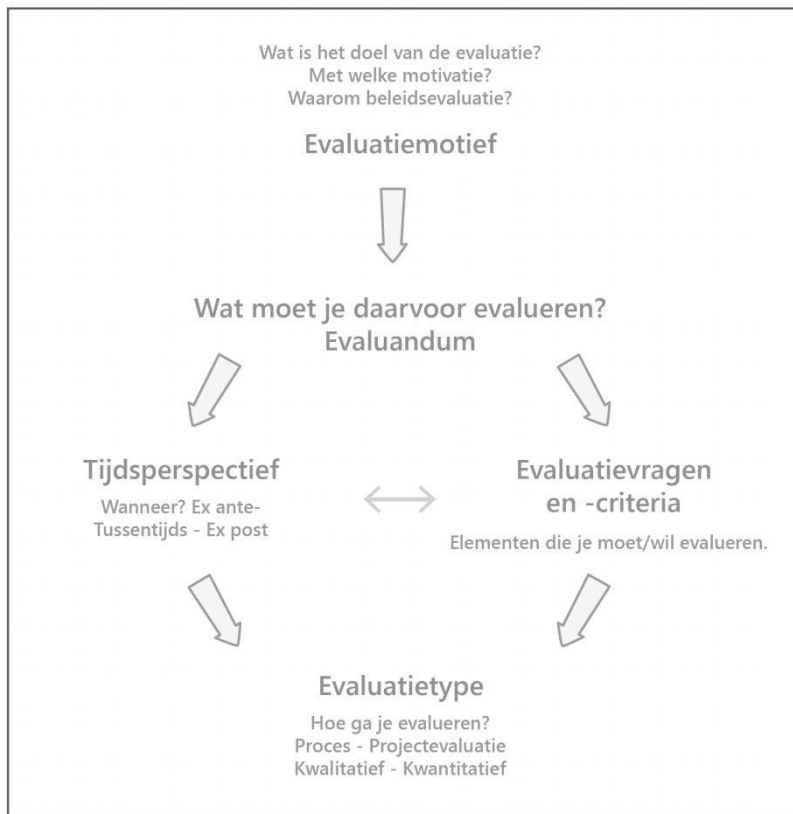 Wat is het doel van de evaluatie?
Met welke motivatie?
Waarom beleidsevaluatie?
Evaluatiemotief
Wat moet je daarvoor evalueren?
Evaluandum
Tijdsperspectief
Wanneer? Ex ante-
Tussentijds - Ex post
Evaluatievragen
en -criteria
Elementen die je moet/wil evalueren.
Evaluatietype
Hoe ga je evalueren?
Proces - Projectevaluatie
Kwalitatief - Kwantitatief